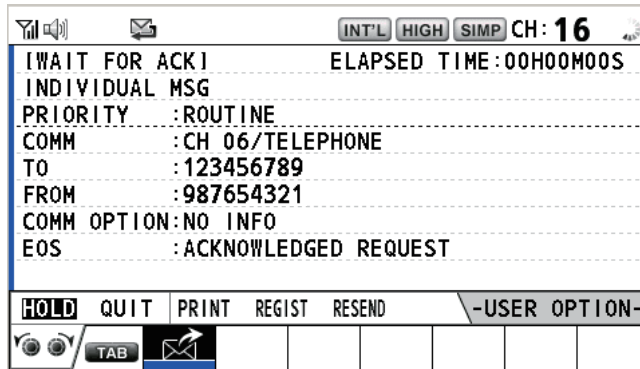 INT'L HIGH SIMP CH: 16
[WAIT FOR ACK] ELAPSED TIME:00H00M00S
INDIVIDUAL MSG
PRIORITY :ROUTINE
COMM :CH 06/TELEPHONE
TO :123456789
FROM :987654321
COMM OPTION:NO INFO
EOS :ACKNOWLEDGED REQUEST
HOLD QUIT PRINT REGIST RESEND -USER OPTION-
TAB